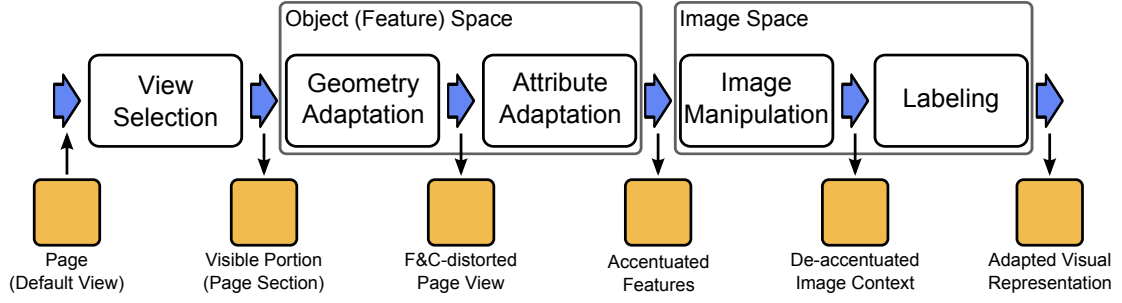 Object (Feature) Space
Image Space
View
Selection
Geometry
Adaptation
Attribute
Adaptation
Image
Manipulation
Labeling
Page
(Default View)
Visible Portion
(Page Section)
F&C-distorted
Page View
Accentuated
Features
De-accentuated
Image Context
Adapted Visual
Representation